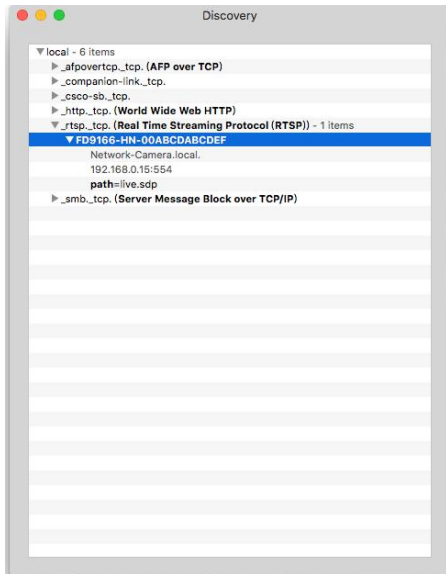 Discovery
local - 6 items
_afpovertcp._tcp. (AFP over TCP)
_companion-link._tcp.
_csco-sb._tcp.
_http._tcp. (World Wide Web HTTP)
_rtsp._tcp. (Real Time Streaming Protocol (RTSP)) - 1 items
FD9166-HN-00ABCDABCDEF
Network-Camera.local.
192.168.0.15:554
path=live.sdp
_smb._tcp. (Server Message Block over TCP/IP)